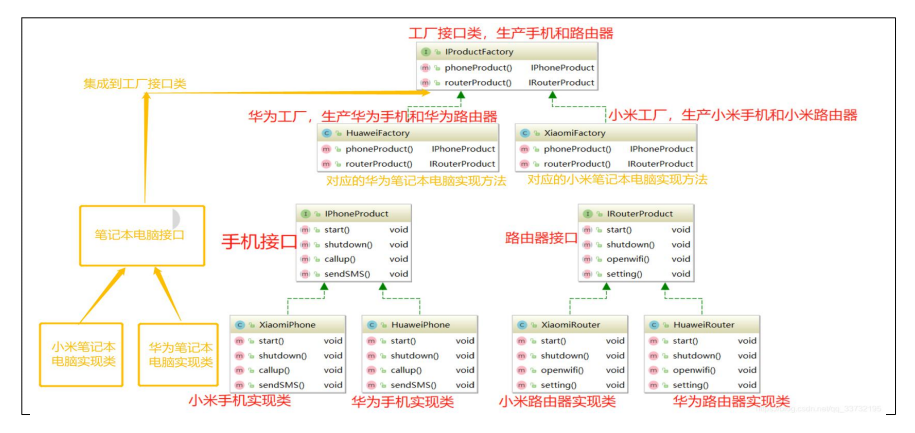 工厂接口类，生产手机和路由器
I IProductFactory
m phoneProduct() IPhoneProduct
m routerProduct() IRouterProduct
集成到工厂接口类
华为工厂，生产华为手机和华为路由器
小米工厂，生产小米手机和小米路由器
C HuaweiFactory
m phoneProduct() IPhoneProduct
m routerProduct() IRouterProduct
对应的华为笔记本电脑实现方法
C XiaomiFactory
m phoneProduct() IPhoneProduct
m routerProduct() IRouterProduct
对应的小米笔记本电脑实现方法
笔记本电脑接口
手机接口
I IPhoneProduct
m start() void
m shutdown() void
m callup() void
m sendSMS() void
路由器接口
I IRouterProduct
m start() void
m shutdown() void
m openwifi() void
m setting() void
小米笔记本
电脑实现类
华为笔记本
电脑实现类
C XiaomiPhone
m start() void
m shutdown() void
m callup() void
m sendSMS() void
小米手机实现类
C HuaweiPhone
m start() void
m shutdown() void
m callup() void
m sendSMS() void
华为手机实现类
C XiaomiRouter
m start() void
m shutdown() void
m openwifi() void
m setting() void
小米路由器实现类
C HuaweiRouter
m start() void
m shutdown() void
m openwifi() void
m setting() void
华为路由器实现类